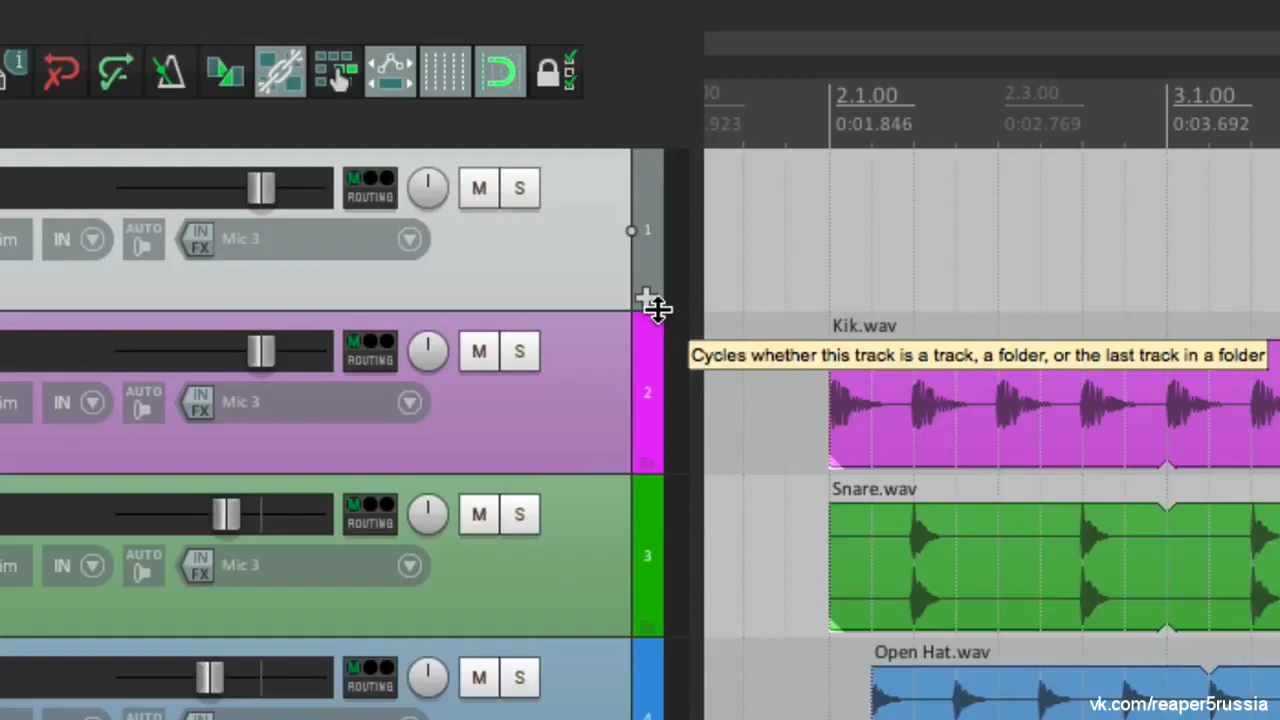 2.1.00 2.3.00 3.1.00
.923 0:01.846 0:02.769 0:03.692
ROUTING M S
AUTO
IN IN FX Mic 3
1
Kik.wav
ROUTING M S
Cycles whether this track is a track, a folder, or the last track in a folder
AUTO
IN IN FX Mic 3
2
Snare.wav
ROUTING M S
AUTO
IN IN FX Mic 3
3
Open Hat.wav
ROUTING M S
AUTO
vk.com/reaper5russia